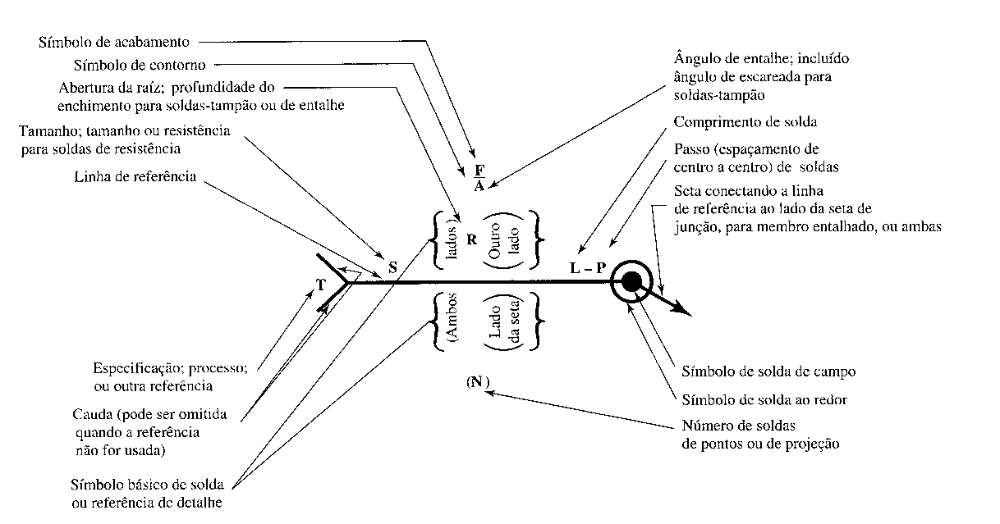 Símbolo de acabamento
Símbolo de contorno
Abertura da raíz; profundidade do
enchimento para soldas-tampão ou de entalhe
Tamanho; tamanho ou resistência
para soldas de resistência
Linha de referência
Ângulo de entalhe; incluído
ângulo de escareada para
soldas-tampão
Comprimento de solda
Passo (espaçamento de
centro a centro) de soldas
Seta conectando a linha
de referência ao lado da seta de
junção, para membro entalhado, ou ambas
F
A
lados)
R
(Outro
lado)
S
L – P
T
(Ambos
(Lado
da seta)
(N)
Especificação; processo;
ou outra referência
Cauda (pode ser omitida
quando a referência
não for usada)
Símbolo básico de solda
ou referência de detalhe
Símbolo de solda de campo
Símbolo de solda ao redor
Número de soldas
de pontos ou de projeção